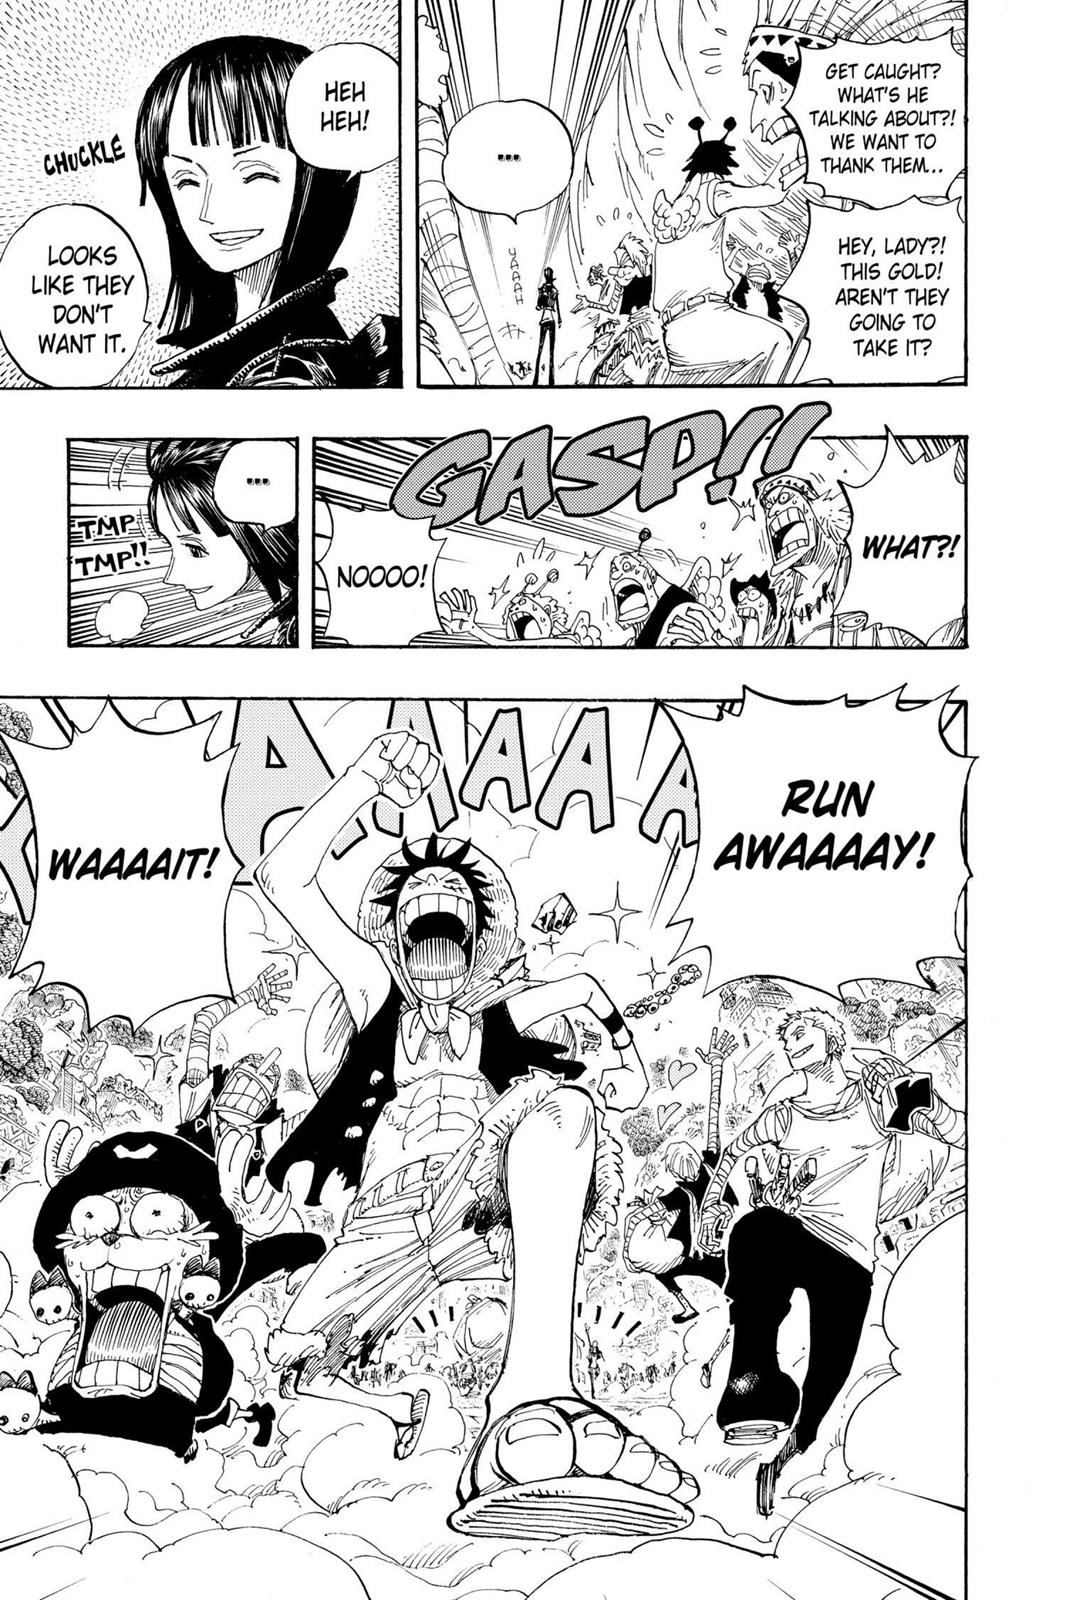 GET CAUGHT?
WHAT'S HE
TALKING ABOUT?!
WE WANT TO
THANK THEM...
HEY, LADY?!
THIS GOLD!
AREN'T THEY
GOING TO
TAKE IT?
...
YAAAAH
HEH
HEH!
CHUCKLE
LOOKS
LIKE THEY
DON'T
WANT IT.
GASP!!
WHAT?!
NOOOO!
...
TMP
TMP!!
RUN
AWAAAAY!
AAAAAAA
WAAAAIT!